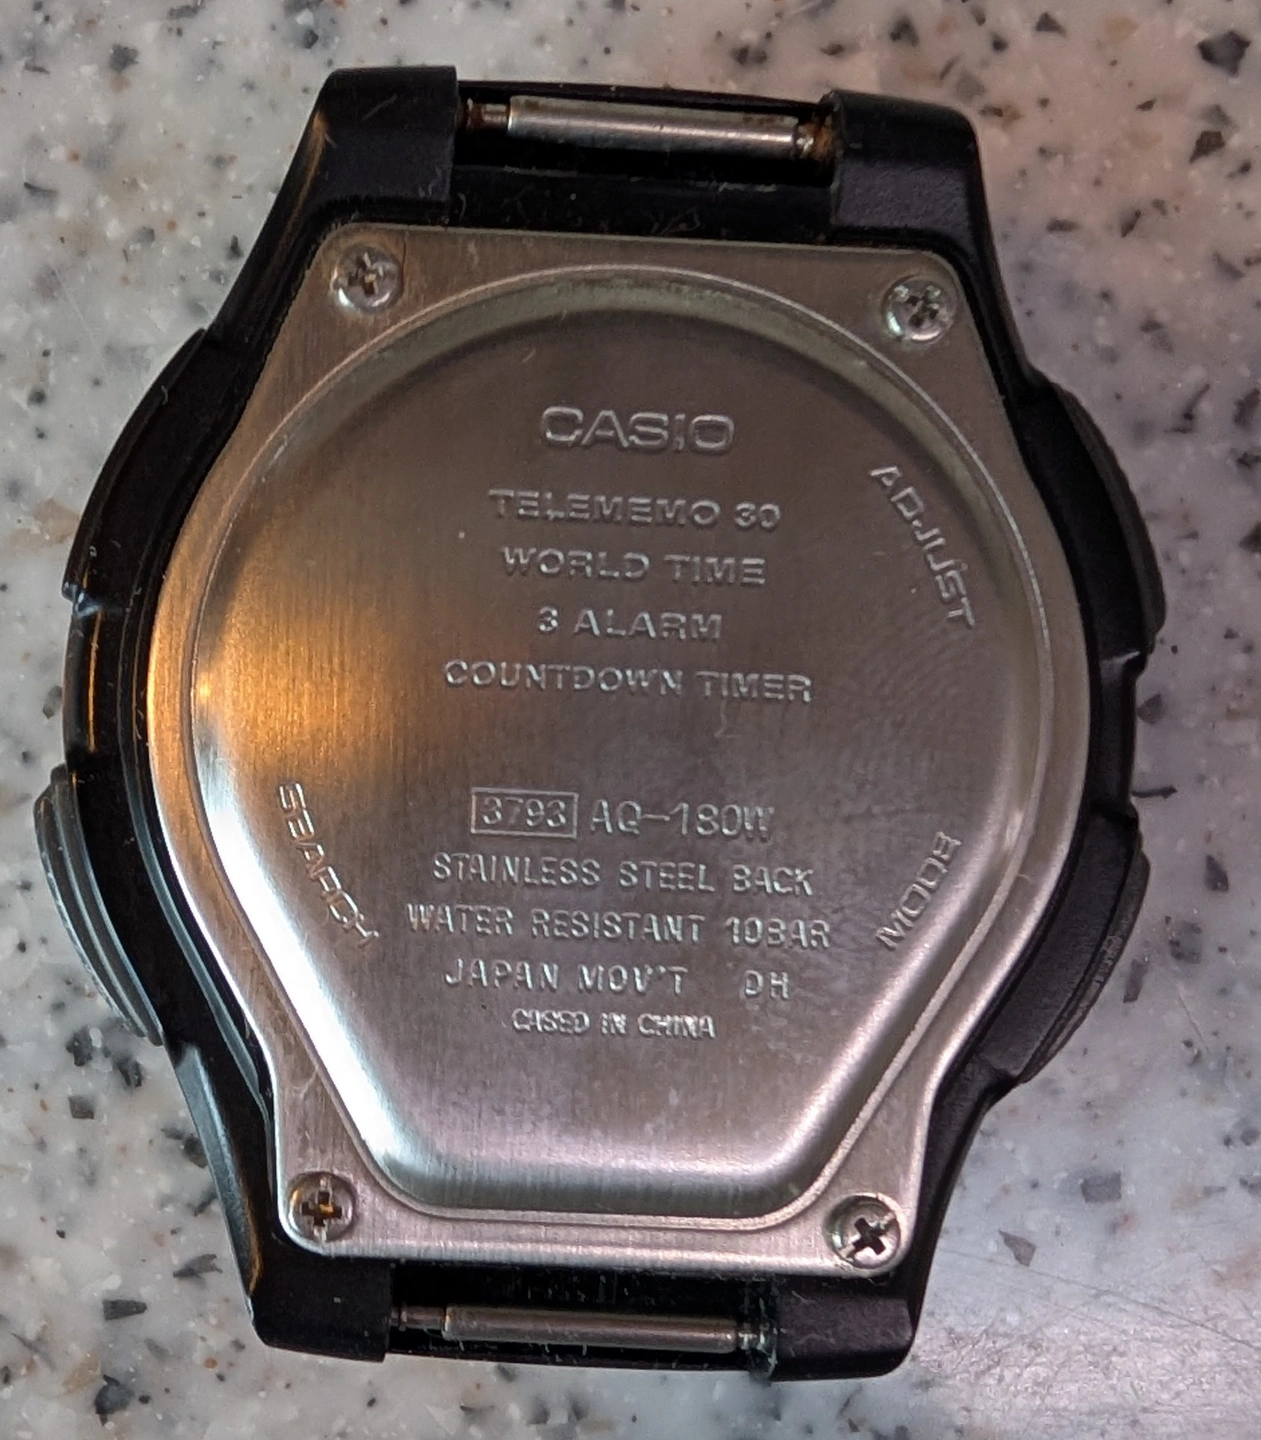 CASIO
TELEMEMO 30
WORLD TIME
3 ALARM
COUNTDOWN TIMER
ADJUST
SEARCH
MODE
3793 AQ-180W
STAINLESS STEEL BACK
WATER RESISTANT 10BAR
JAPAN MOV'T DH
CASED IN CHINA